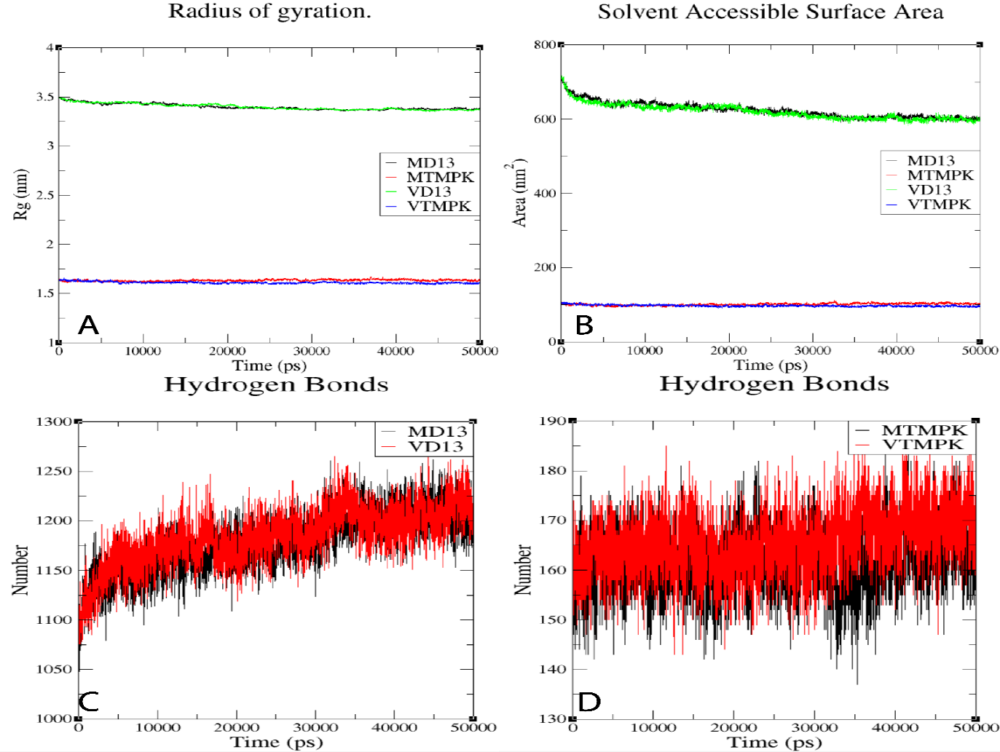 Radius of gyration.
4
3.5
3
2.5
2
1.5
1
Rg (nm)
MD13
MTMPK
VD13
VTMPK
A
0
10000
20000
30000
40000
50000
Time (ps)
Solvent Accessible Surface Area
800
600
400
200
0
Area (nm²)
MD13
MTMPK
VD13
VTMPK
B
0
10000
20000
30000
40000
50000
Time (ps)
Hydrogen Bonds
1300
1250
1200
1150
1100
1050
1000
Number
MD13
VD13
C
0
10000
20000
30000
40000
50000
Time (ps)
Hydrogen Bonds
190
180
170
160
150
140
130
Number
MTMPK
VTMPK
D
0
10000
20000
30000
40000
50000
Time (ps)